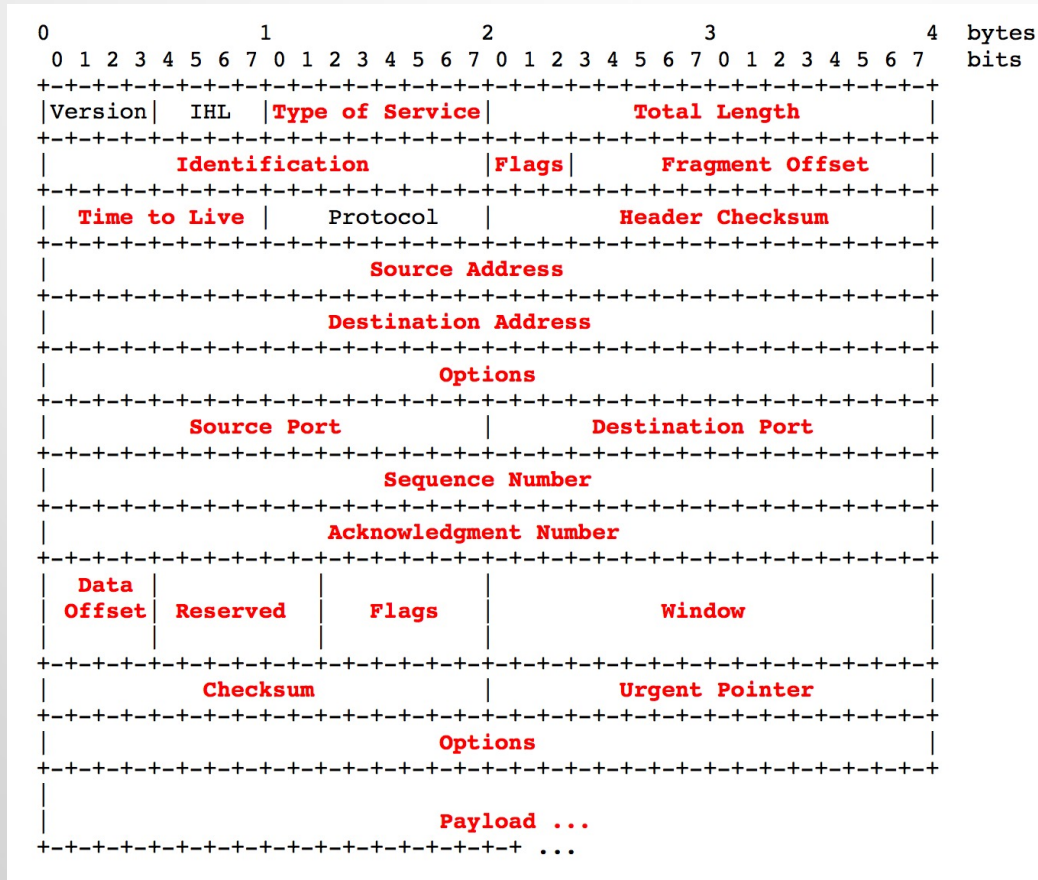 0 1 2 3 4 bytes
0 1 2 3 4 5 6 7 0 1 2 3 4 5 6 7 0 1 2 3 4 5 6 7 0 1 2 3 4 5 6 7 bits
+-+-+-+-+-+-+-+-+-+-+-+-+-+-+-+-+-+-+-+-+-+-+-+-+-+-+-+-+-+-+-+-+
|Version| IHL |Type of Service| Total Length |
+-+-+-+-+-+-+-+-+-+-+-+-+-+-+-+-+-+-+-+-+-+-+-+-+-+-+-+-+-+-+-+-+
| Identification |Flags| Fragment Offset |
+-+-+-+-+-+-+-+-+-+-+-+-+-+-+-+-+-+-+-+-+-+-+-+-+-+-+-+-+-+-+-+-+
| Time to Live | Protocol | Header Checksum |
+-+-+-+-+-+-+-+-+-+-+-+-+-+-+-+-+-+-+-+-+-+-+-+-+-+-+-+-+-+-+-+-+
| Source Address |
+-+-+-+-+-+-+-+-+-+-+-+-+-+-+-+-+-+-+-+-+-+-+-+-+-+-+-+-+-+-+-+-+
| Destination Address |
+-+-+-+-+-+-+-+-+-+-+-+-+-+-+-+-+-+-+-+-+-+-+-+-+-+-+-+-+-+-+-+-+
| Options |
+-+-+-+-+-+-+-+-+-+-+-+-+-+-+-+-+-+-+-+-+-+-+-+-+-+-+-+-+-+-+-+-+
| Source Port | Destination Port |
+-+-+-+-+-+-+-+-+-+-+-+-+-+-+-+-+-+-+-+-+-+-+-+-+-+-+-+-+-+-+-+-+
| Sequence Number |
+-+-+-+-+-+-+-+-+-+-+-+-+-+-+-+-+-+-+-+-+-+-+-+-+-+-+-+-+-+-+-+-+
| Acknowledgment Number |
+-+-+-+-+-+-+-+-+-+-+-+-+-+-+-+-+-+-+-+-+-+-+-+-+-+-+-+-+-+-+-+-+
| Data | | | |
| Offset| Reserved | Flags | Window |
| | | | |
+-+-+-+-+-+-+-+-+-+-+-+-+-+-+-+-+-+-+-+-+-+-+-+-+-+-+-+-+-+-+-+-+
| Checksum | Urgent Pointer |
+-+-+-+-+-+-+-+-+-+-+-+-+-+-+-+-+-+-+-+-+-+-+-+-+-+-+-+-+-+-+-+-+
| Options |
+-+-+-+-+-+-+-+-+-+-+-+-+-+-+-+-+-+-+-+-+-+-+-+-+-+-+-+-+-+-+-+-+
|
| Payload ...
+-+-+-+-+-+-+-+-+-+-+-+-+-+-+-+-+-+ ...